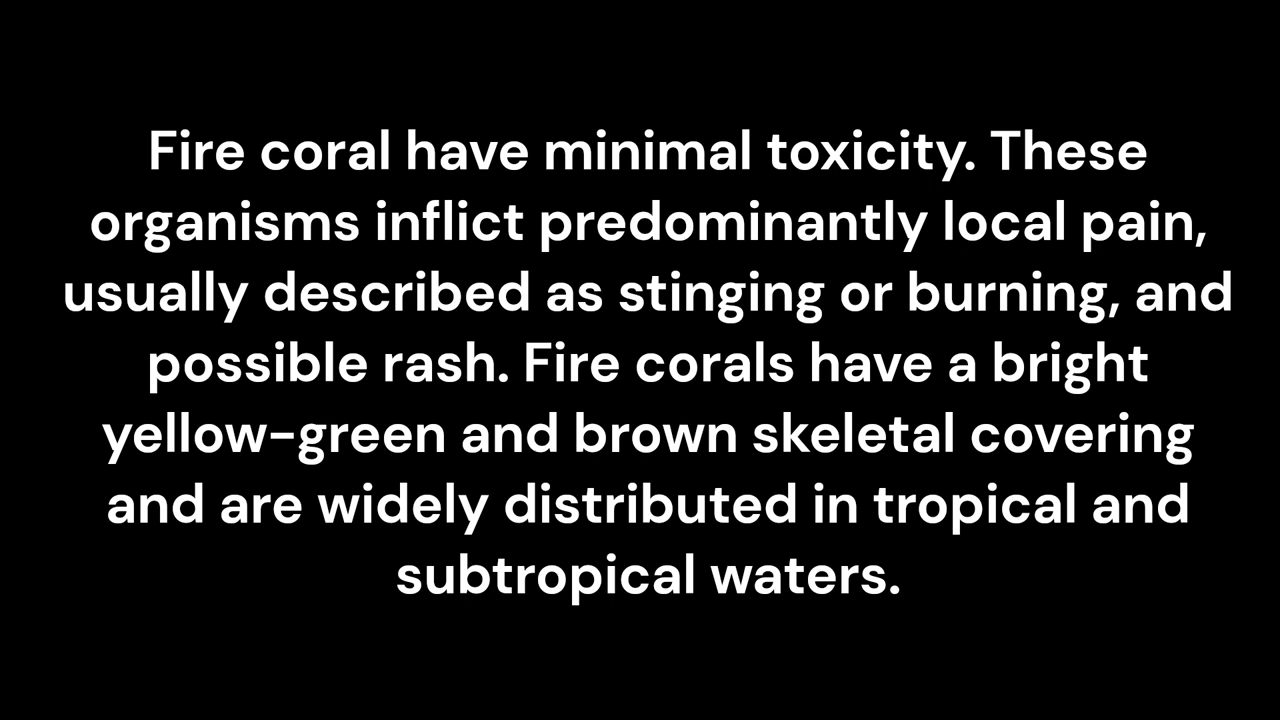 Fire coral have minimal toxicity. These
organisms inflict predominantly local pain,
usually described as stinging or burning, and
possible rash. Fire corals have a bright
yellow-green and brown skeletal covering
and are widely distributed in tropical and
subtropical waters.